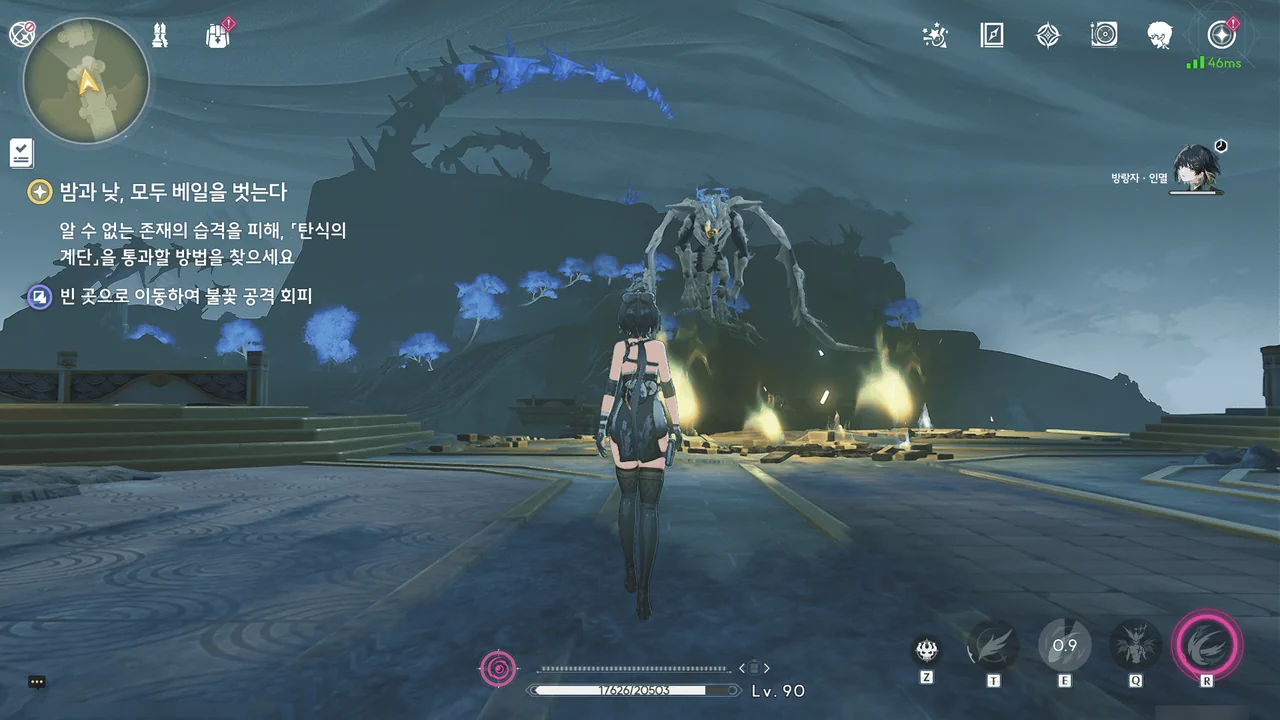 46ms
방랑자 · 인멸
밤과 낮, 모두 베일을 벗는다
알 수 없는 존재의 습격을 피해, 「탄식의
계단」을 통과할 방법을 찾으세요
빈 곳으로 이동하여 불꽃 공격 회피
0.9
Z T E Q R
17626/20503
Lv. 90